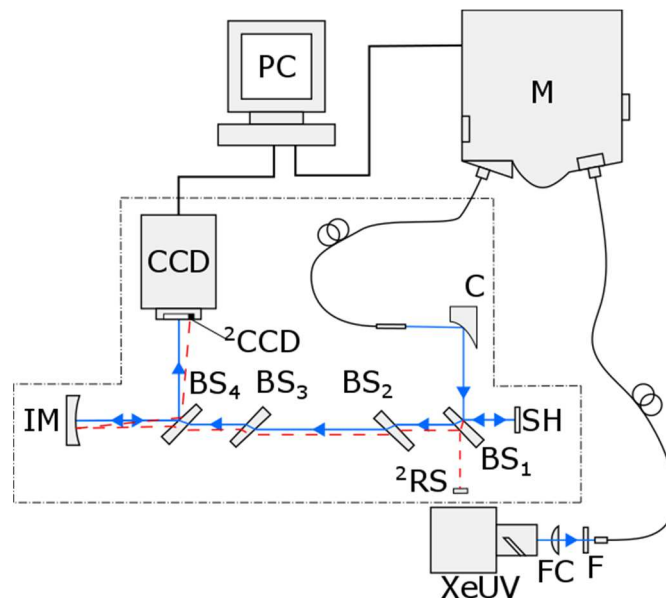 PC
M
CCD
C
²CCD
BS₄
BS₃
BS₂
IM
SH
BS₁
²RS
XeUV
FC
F